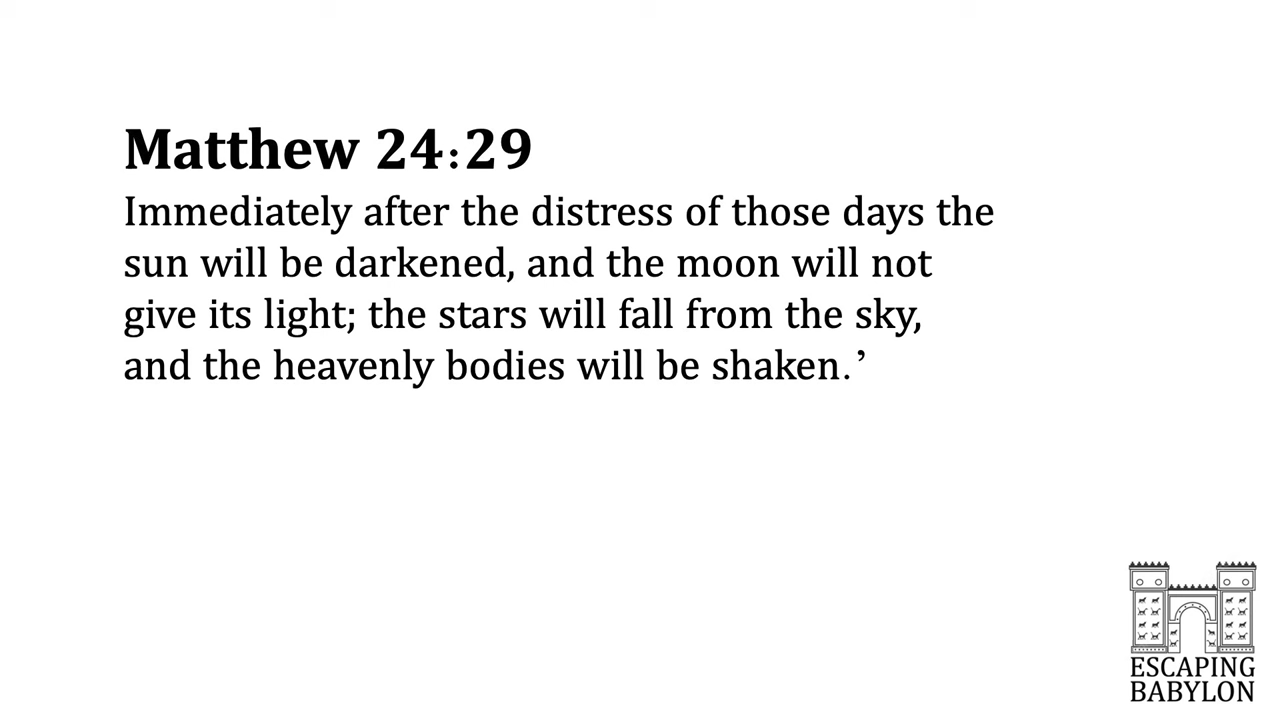 Matthew 24:29
Immediately after the distress of those days the
sun will be darkened, and the moon will not
give its light; the stars will fall from the sky,
and the heavenly bodies will be shaken.’
ESCAPING
BABYLON